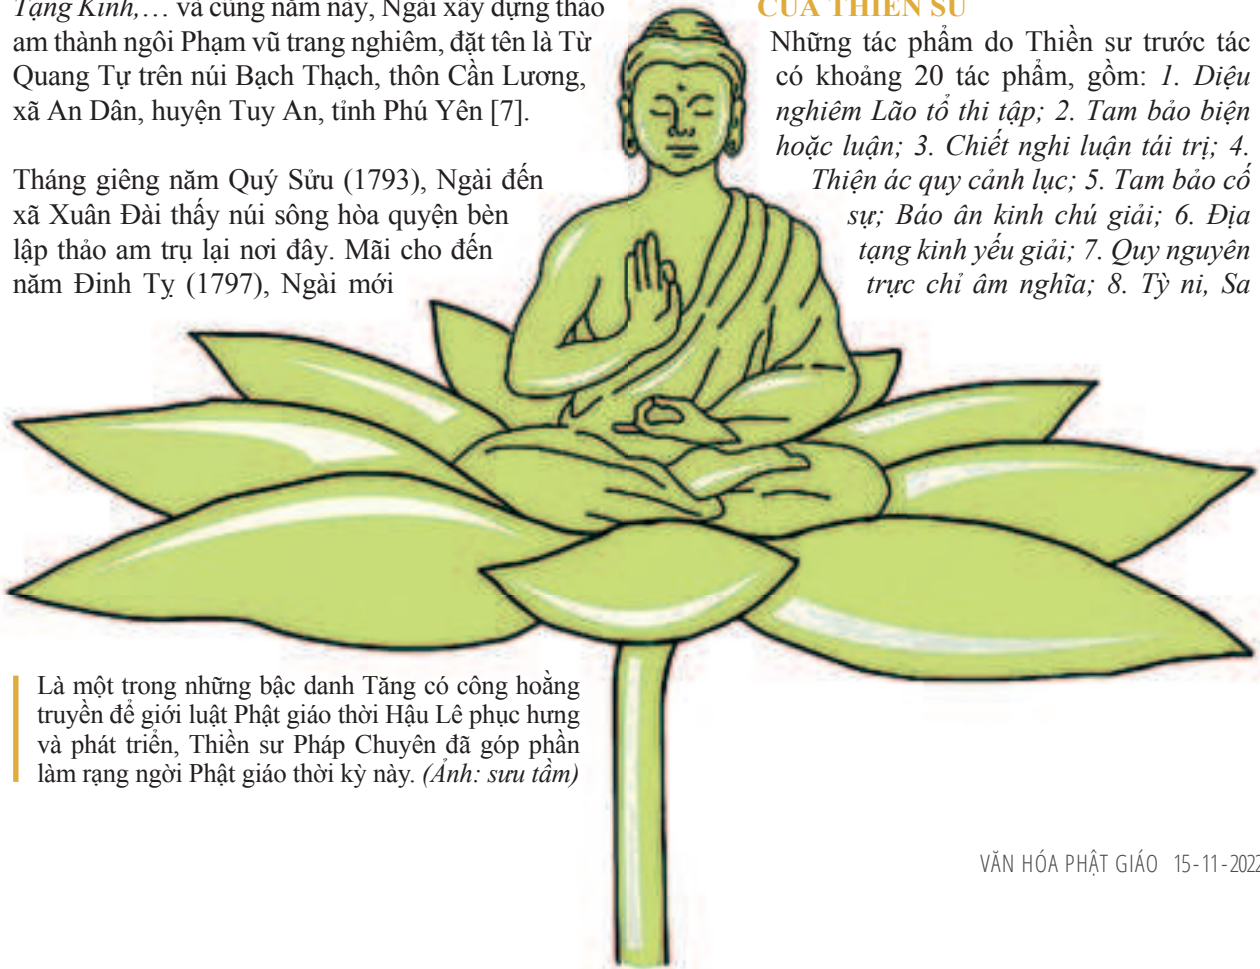 Tạng Kinh,… và cũng năm này, Ngài xây dựng thảo
am thành ngôi Phạm vũ trang nghiêm, đặt tên là Từ
Quang Tự trên núi Bạch Thạch, thôn Cần Lương,
xã An Dân, huyện Tuy An, tỉnh Phú Yên [7].
Tháng giêng năm Quý Sửu (1793), Ngài đến
xã Xuân Đài thấy núi sông hòa quyện bèn
lập thảo am trụ lại nơi đây. Mãi cho đến
năm Đinh Tỵ (1797), Ngài mới
CỦA THIỀN SƯ
Những tác phẩm do Thiền sư trước tác
có khoảng 20 tác phẩm, gồm: 1. Diệu
nghiêm Lão tổ thi tập; 2. Tam bảo biện
hoặc luận; 3. Chiết nghi luận tái trị; 4.
Thiện ác quy cảnh lục; 5. Tam bảo cố
sự; Báo ân kinh chú giải; 6. Địa
tạng kinh yếu giải; 7. Quy nguyên
trực chỉ âm nghĩa; 8. Tỳ ni, Sa
Là một trong những bậc danh Tăng có công hoằng
truyền để giới luật Phật giáo thời Hậu Lê phục hưng
và phát triển, Thiền sư Pháp Chuyên đã góp phần
làm rạng ngời Phật giáo thời kỳ này. (Ảnh: sưu tầm)
VĂN HÓA PHẬT GIÁO 15-11-2022